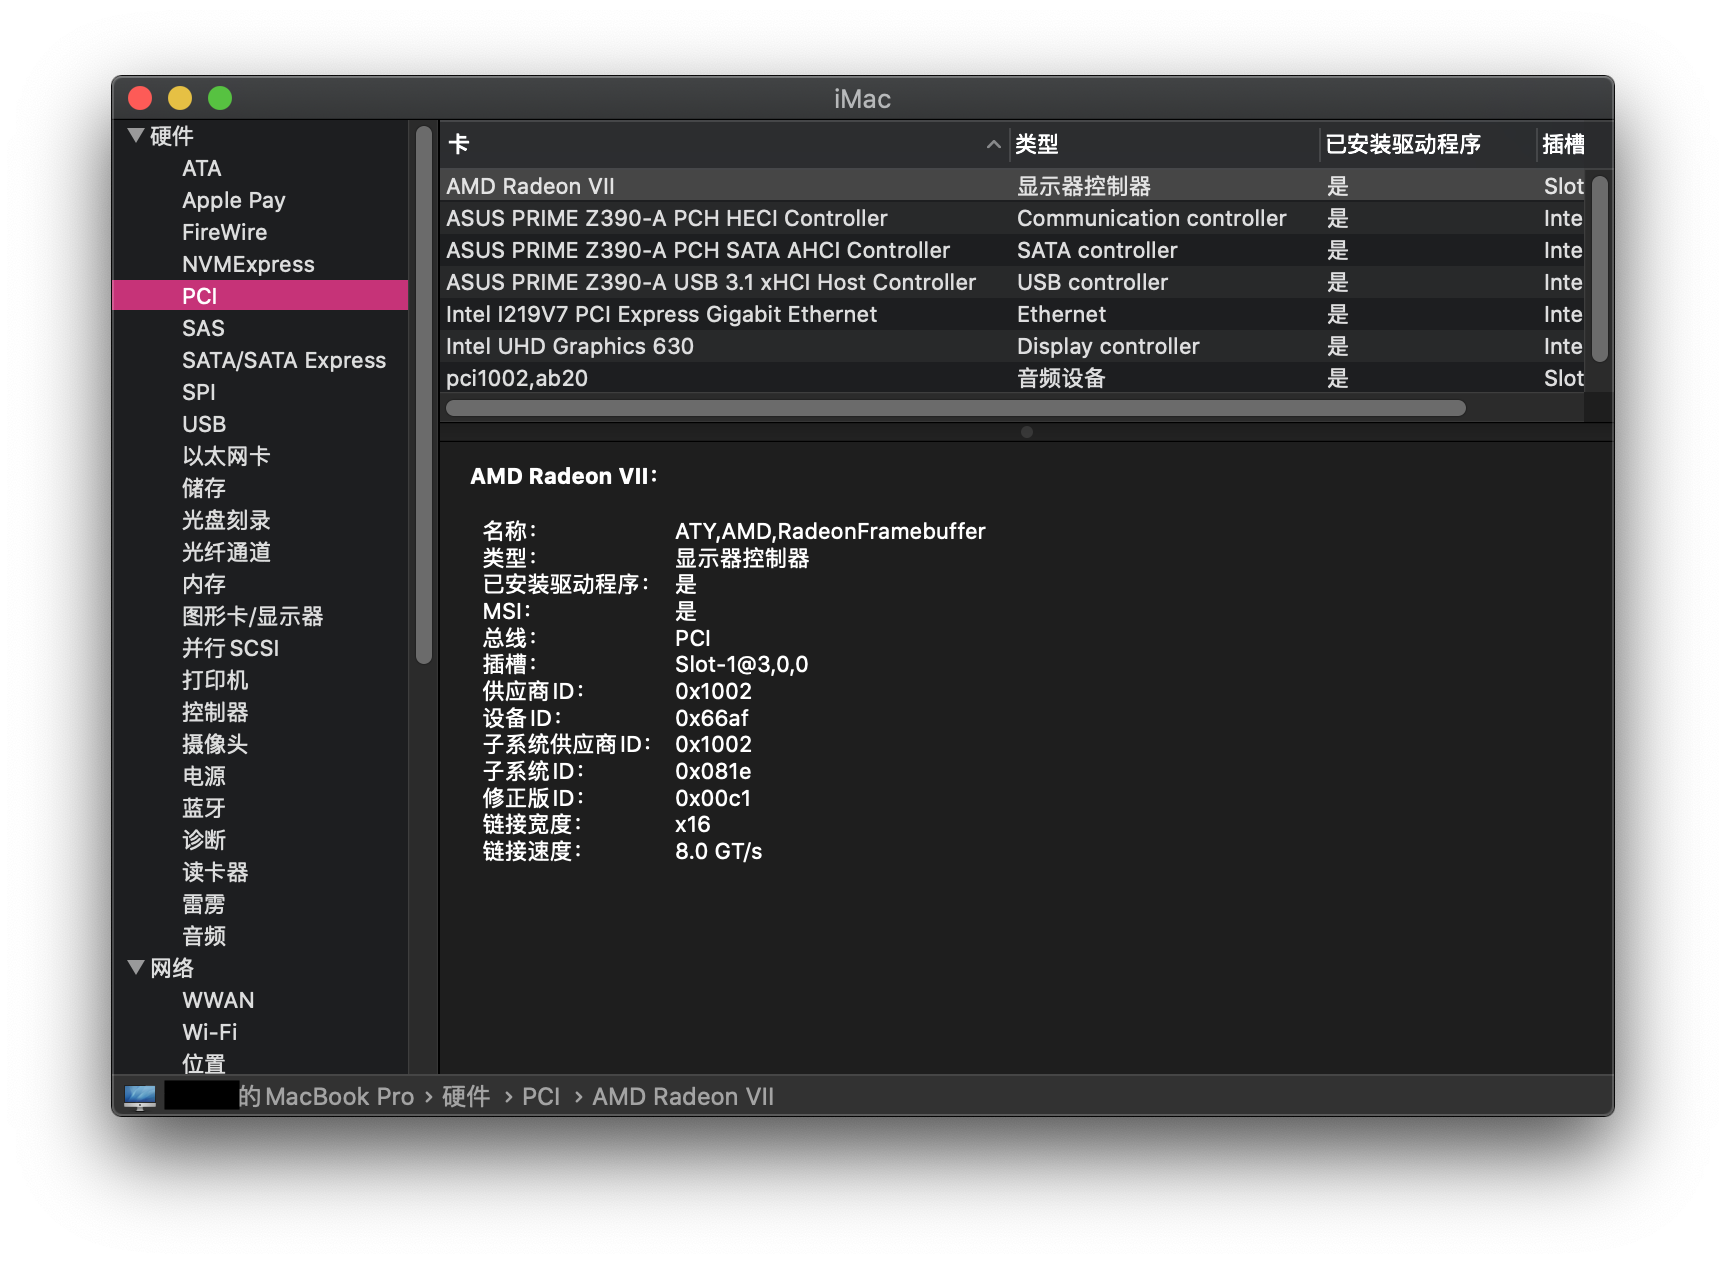 iMac
硬件
ATA
Apple Pay
FireWire
NVMExpress
PCI
SAS
SATA/SATA Express
SPI
USB
以太网卡
储存
光盘刻录
光纤通道
内存
图形卡/显示器
并行 SCSI
打印机
控制器
摄像头
电源
蓝牙
诊断
读卡器
雷雳
音频
网络
WWAN
Wi-Fi
位置
卡 类型 已安装驱动程序 插槽
AMD Radeon VII 显示器控制器 是 Slot
ASUS PRIME Z390-A PCH HECI Controller Communication controller 是 Inte
ASUS PRIME Z390-A PCH SATA AHCI Controller SATA controller 是 Inte
ASUS PRIME Z390-A USB 3.1 xHCI Host Controller USB controller 是 Inte
Intel I219V7 PCI Express Gigabit Ethernet Ethernet 是 Inte
Intel UHD Graphics 630 Display controller 是 Inte
pci1002,ab20 音频设备 是 Slot
AMD Radeon VII：
名称： ATY,AMD,RadeonFramebuffer
类型： 显示器控制器
已安装驱动程序： 是
MSI： 是
总线： PCI
插槽： Slot-1@3,0,0
供应商 ID： 0x1002
设备 ID： 0x66af
子系统供应商 ID： 0x1002
子系统 ID： 0x081e
修正版 ID： 0x00c1
链接宽度： x16
链接速度： 8.0 GT/s
的 MacBook Pro › 硬件 › PCI › AMD Radeon VII